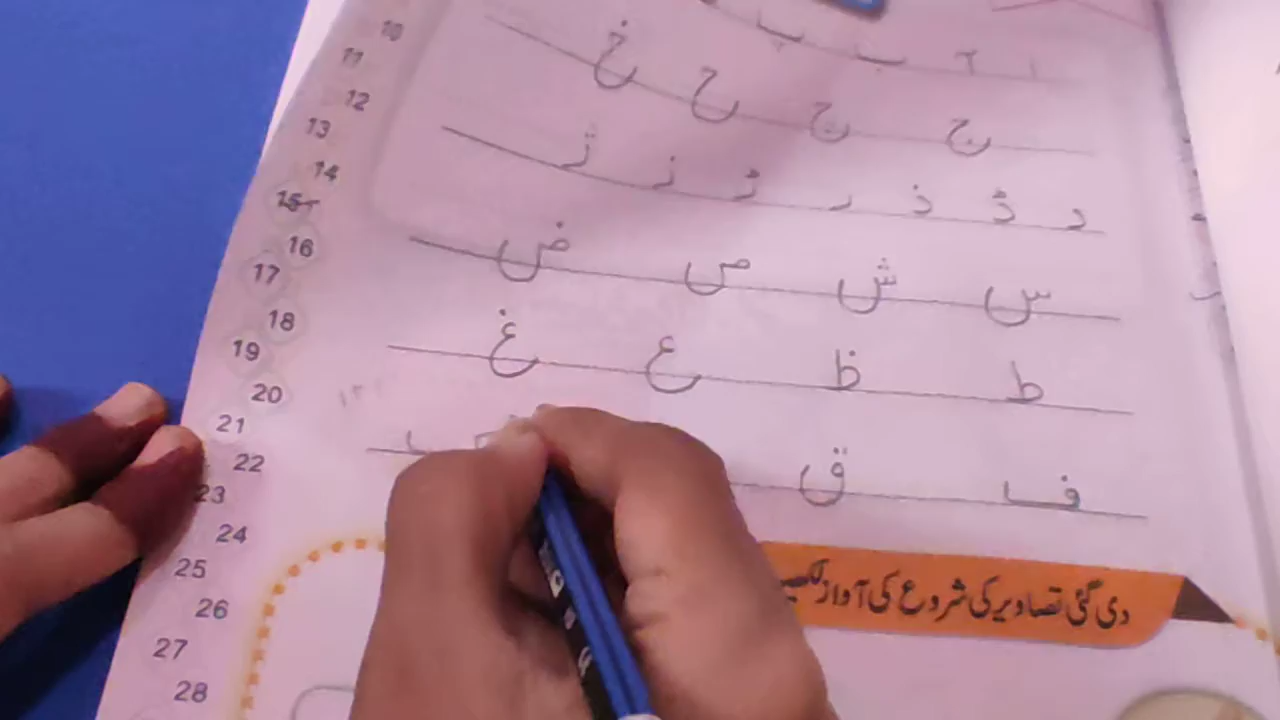 ا آ ب پ
ج چ ح خ
د ڈ ذ ر ڑ ز ژ
س ش ص ض
ط ظ ع غ
ف ق
دی گئی تصاویر کی شروع کی آواز لکھیں
10
11
12
13
14
15
16
17
18
19
20
21
22
23
24
25
26
27
28